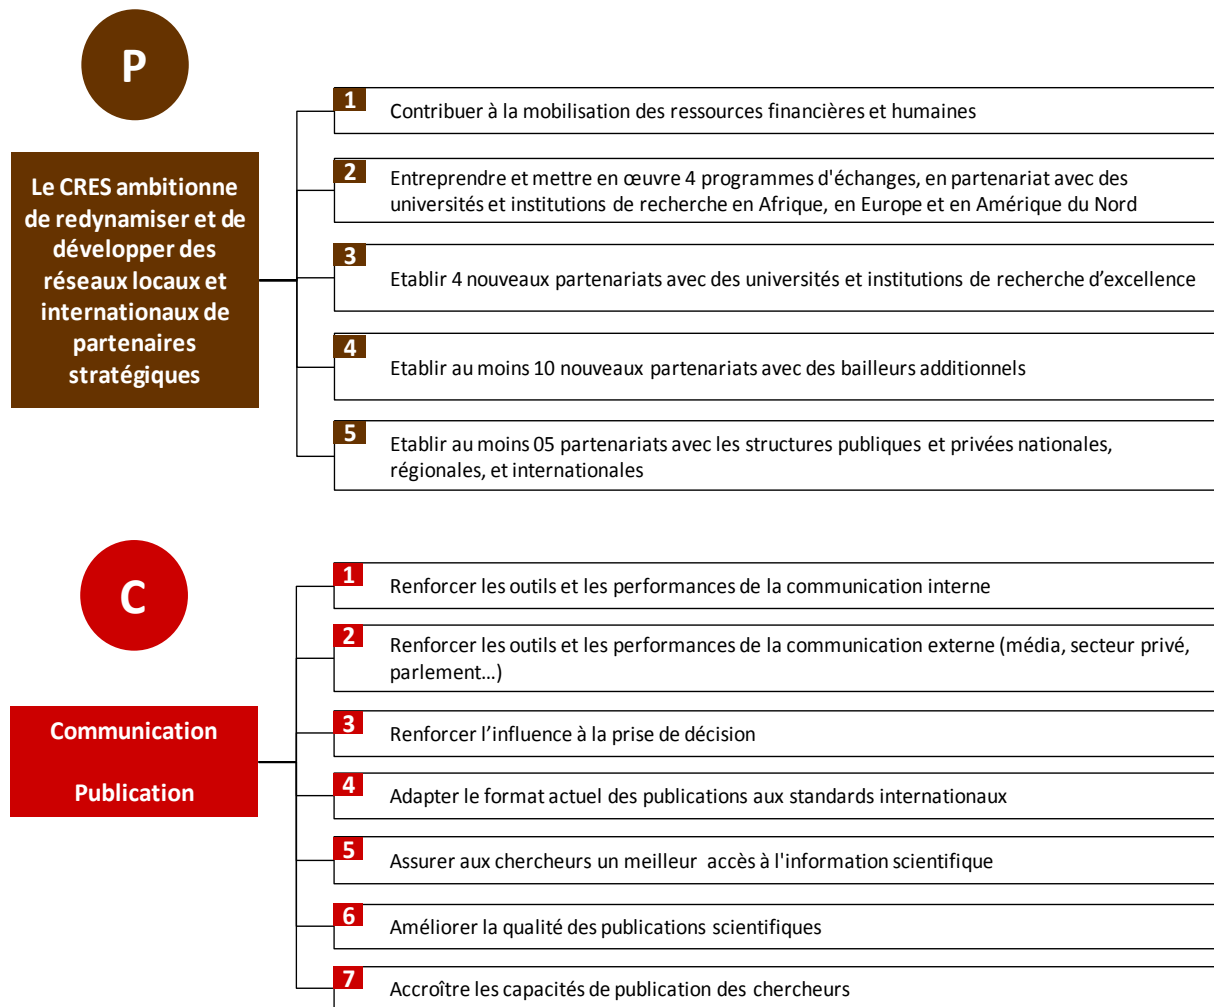 P
Le CRES ambitionne
de redynamiser et de
développer des
réseaux locaux et
internationaux de
partenaires
stratégiques
1
Contribuer à la mobilisation des ressources financières et humaines
2
Entreprendre et mettre en œuvre 4 programmes d'échanges, en partenariat avec des
universités et institutions de recherche en Afrique, en Europe et en Amérique du Nord
3
Etablir 4 nouveaux partenariats avec des universités et institutions de recherche d’excellence
4
Etablir au moins 10 nouveaux partenariats avec des bailleurs additionnels
5
Etablir au moins 05 partenariats avec les structures publiques et privées nationales,
régionales, et internationales
C
Communication
Publication
1
Renforcer les outils et les performances de la communication interne
2
Renforcer les outils et les performances de la communication externe (média, secteur privé,
parlement…)
3
Renforcer l’influence à la prise de décision
4
Adapter le format actuel des publications aux standards internationaux
5
Assurer aux chercheurs un meilleur accès à l'information scientifique
6
Améliorer la qualité des publications scientifiques
7
Accroître les capacités de publication des chercheurs